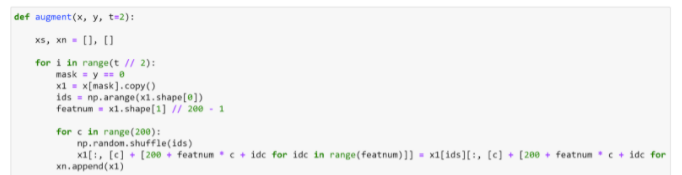 def augment(x, y, t=2):
xs, xn = [], []
for i in range(t // 2):
mask = y == 0
x1 = x[mask].copy()
ids = np.arange(x1.shape[0])
featnum = x1.shape[1] // 200 - 1
for c in range(200):
np.random.shuffle(ids)
x1[:, [c] + [200 + featnum * c + idc for idc in range(featnum)]] = x1[ids][:, [c] + [200 + featnum * c + idc for
xn.append(x1)